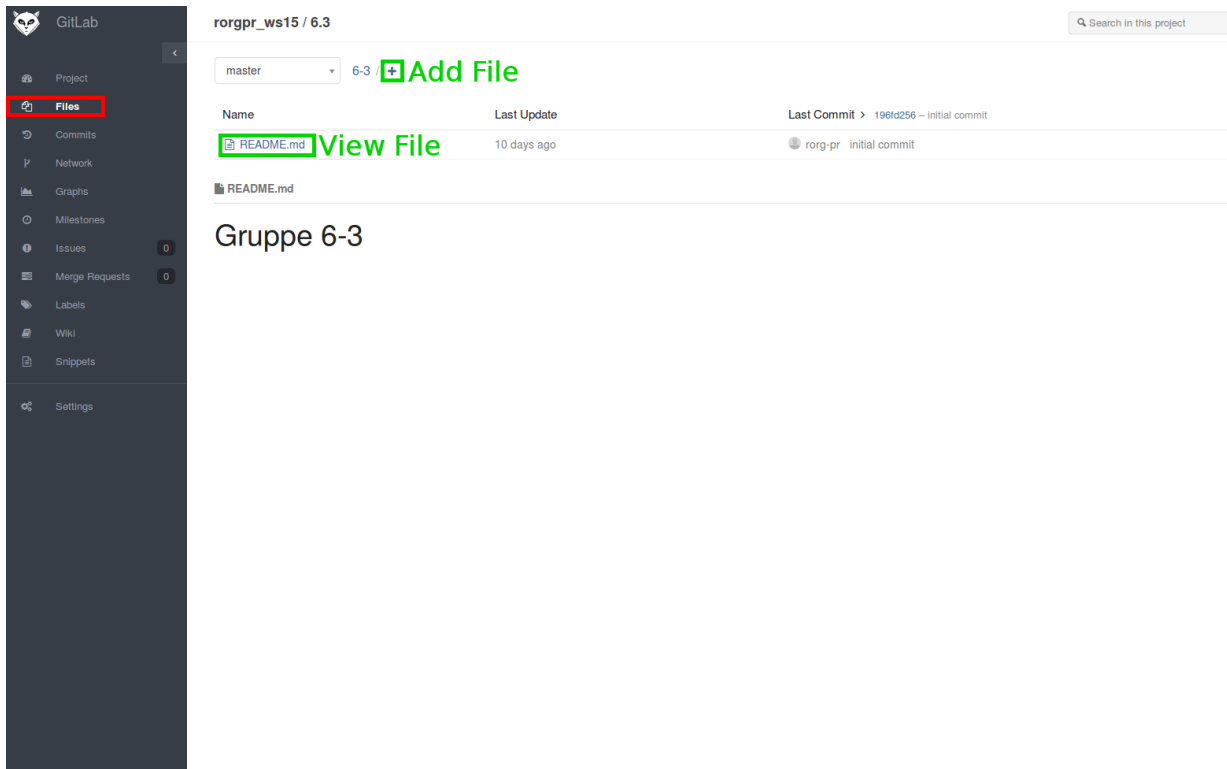 GitLab
rorgpr_ws15 / 6.3
Search in this project
Project
Files
Commits
Network
Graphs
Milestones
Issues 0
Merge Requests 0
Labels
Wiki
Snippets
Settings
master 6-3 / + Add File
Name Last Update Last Commit > 196fd256 – initial commit
README.md View File 10 days ago rorg-pr initial commit
README.md
Gruppe 6-3